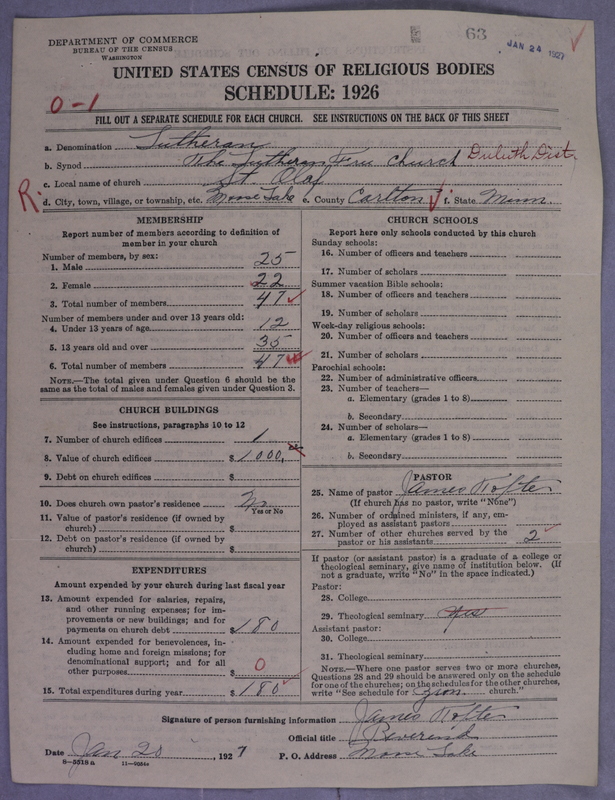 DEPARTMENT OF COMMERCE
BUREAU OF THE CENSUS
WASHINGTON
63
JAN 24 1927
UNITED STATES CENSUS OF RELIGIOUS BODIES
SCHEDULE: 1926
0-1
FILL OUT A SEPARATE SCHEDULE FOR EACH CHURCH. SEE INSTRUCTIONS ON THE BACK OF THIS SHEET
a. Denomination Lutheran
b. Synod The Lutheran Free Church Duluth Dist.
c. Local name of church St. Olaf
R.
d. City, town, village, or township, etc. Moose Lake e. County Carlton f. State Minn.
MEMBERSHIP
Report number of members according to definition of
member in your church
Number of members, by sex:
1. Male 25
2. Female 22
3. Total number of members 47
Number of members under and over 13 years old:
4. Under 13 years of age 12
5. 13 years old and over 35
6. Total number of members 47
NOTE.—The total given under Question 6 should be the
same as the total of males and females given under Question 3.
CHURCH BUILDINGS
See instructions, paragraphs 10 to 12
7. Number of church edifices 1
8. Value of church edifices $ 1000.
9. Debt on church edifices $
10. Does church own pastor's residence No
Yes or No
11. Value of pastor's residence (if owned by
church) $
12. Debt on pastor's residence (if owned by
church) $
EXPENDITURES
Amount expended by your church during last fiscal year
13. Amount expended for salaries, repairs,
and other running expenses; for im-
provements or new buildings; and for
payments on church debt $ 180
14. Amount expended for benevolences, in-
cluding home and foreign missions; for
denominational support; and for all
other purposes $ 0
15. Total expenditures during year $ 180
CHURCH SCHOOLS
Report here only schools conducted by this church
Sunday schools:
16. Number of officers and teachers
17. Number of scholars
Summer vacation Bible schools:
18. Number of officers and teachers
19. Number of scholars
Week-day religious schools:
20. Number of officers and teachers
21. Number of scholars
Parochial schools:
22. Number of administrative officers
23. Number of teachers—
a. Elementary (grades 1 to 8)
b. Secondary
24. Number of scholars—
a. Elementary (grades 1 to 8)
b. Secondary
PASTOR
25. Name of pastor James
(If church has no pastor, write "None")
26. Number of ordained ministers, if any, em-
ployed as assistant pastors
27. Number of other churches served by the
pastor or his assistants 2
If pastor (or assistant pastor) is a graduate of a college or
theological seminary, give name of institution below. (If
not a graduate, write "No" in the space indicated.)
Pastor:
28. College
29. Theological seminary yes
Assistant pastor:
30. College
31. Theological seminary
NOTE.—Where one pastor serves two or more churches,
Questions 28 and 29 should be answered only on the schedule
for one of the churches; on the schedules for the other churches,
write "See schedule for Zion church."
Signature of person furnishing information James
Official title Reverend
Date Jan 20, 1927 P. O. Address Moose Lake
8-5518 a 11-9054